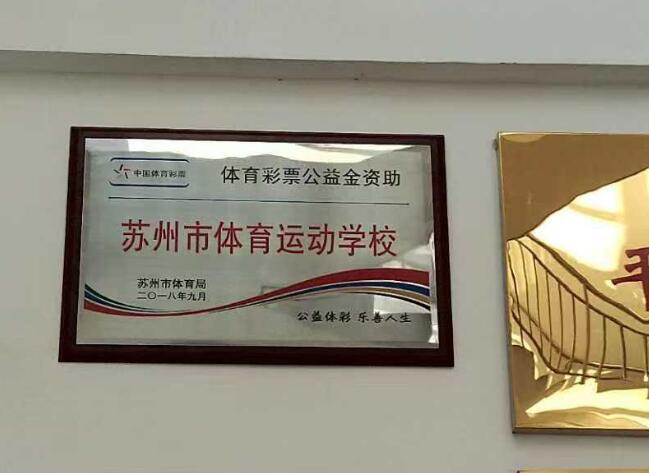 中国体育彩票
体育彩票公益金资助
苏州市体育运动学校
苏州市体育局
二〇一八年九月
公益体彩 乐善人生